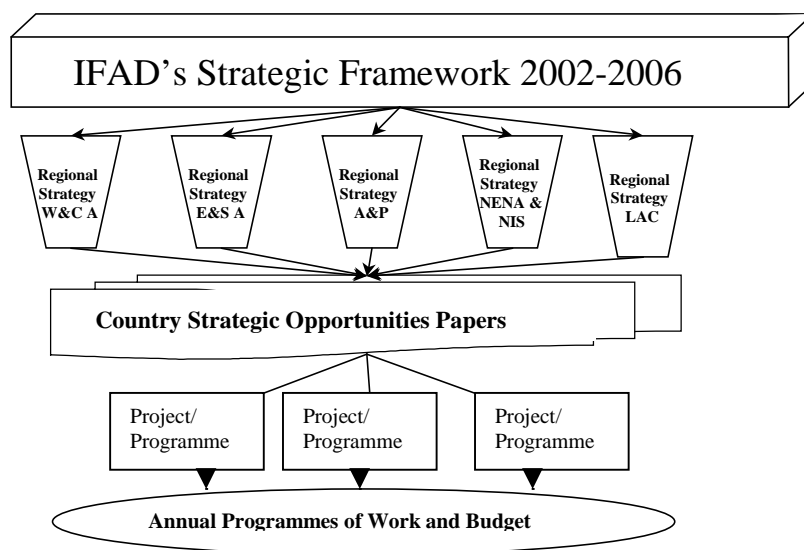 IFAD’s Strategic Framework 2002-2006
Regional
Strategy
W&C A
Regional
Strategy
E&S A
Regional
Strategy
A&P
Regional
Strategy
NENA &
NIS
Regional
Strategy
LAC
Country Strategic Opportunities Papers
Project/
Programme
Project/
Programme
Project/
Programme
Annual Programmes of Work and Budget